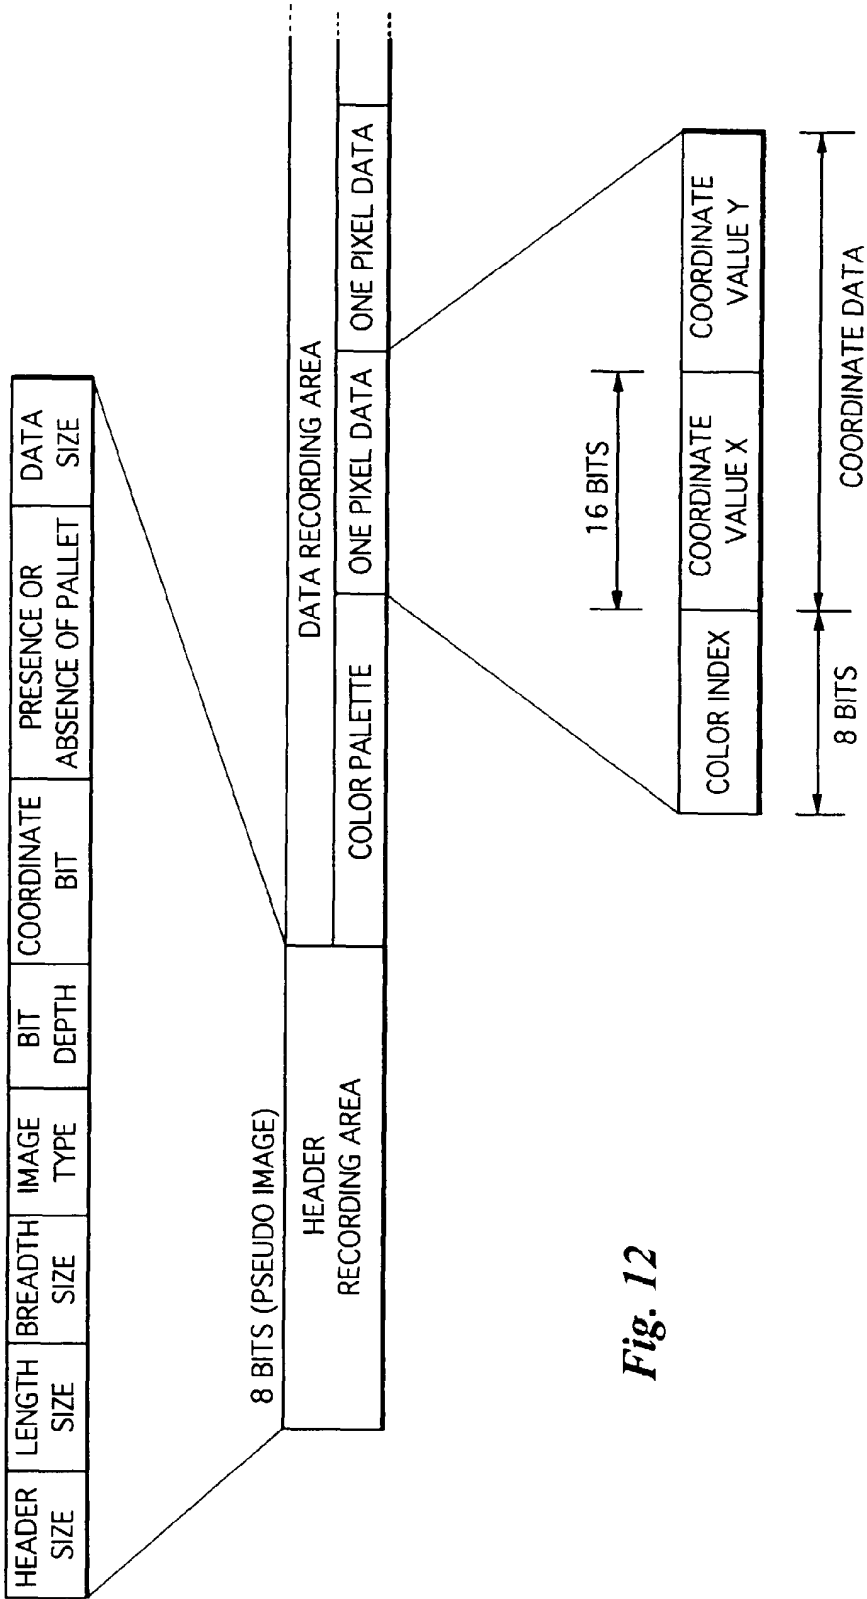 HEADER
SIZE
LENGTH
SIZE
BREADTH
SIZE
IMAGE
TYPE
BIT
DEPTH
COORDINATE
BIT
PRESENCE OR
ABSENCE OF PALLET
DATA
SIZE
8 BITS (PSEUDO IMAGE)
HEADER
RECORDING AREA
DATA RECORDING AREA
COLOR PALETTE
ONE PIXEL DATA
ONE PIXEL DATA
16 BITS
COLOR INDEX
COORDINATE
VALUE X
COORDINATE
VALUE Y
8 BITS
COORDINATE DATA
Fig. 12